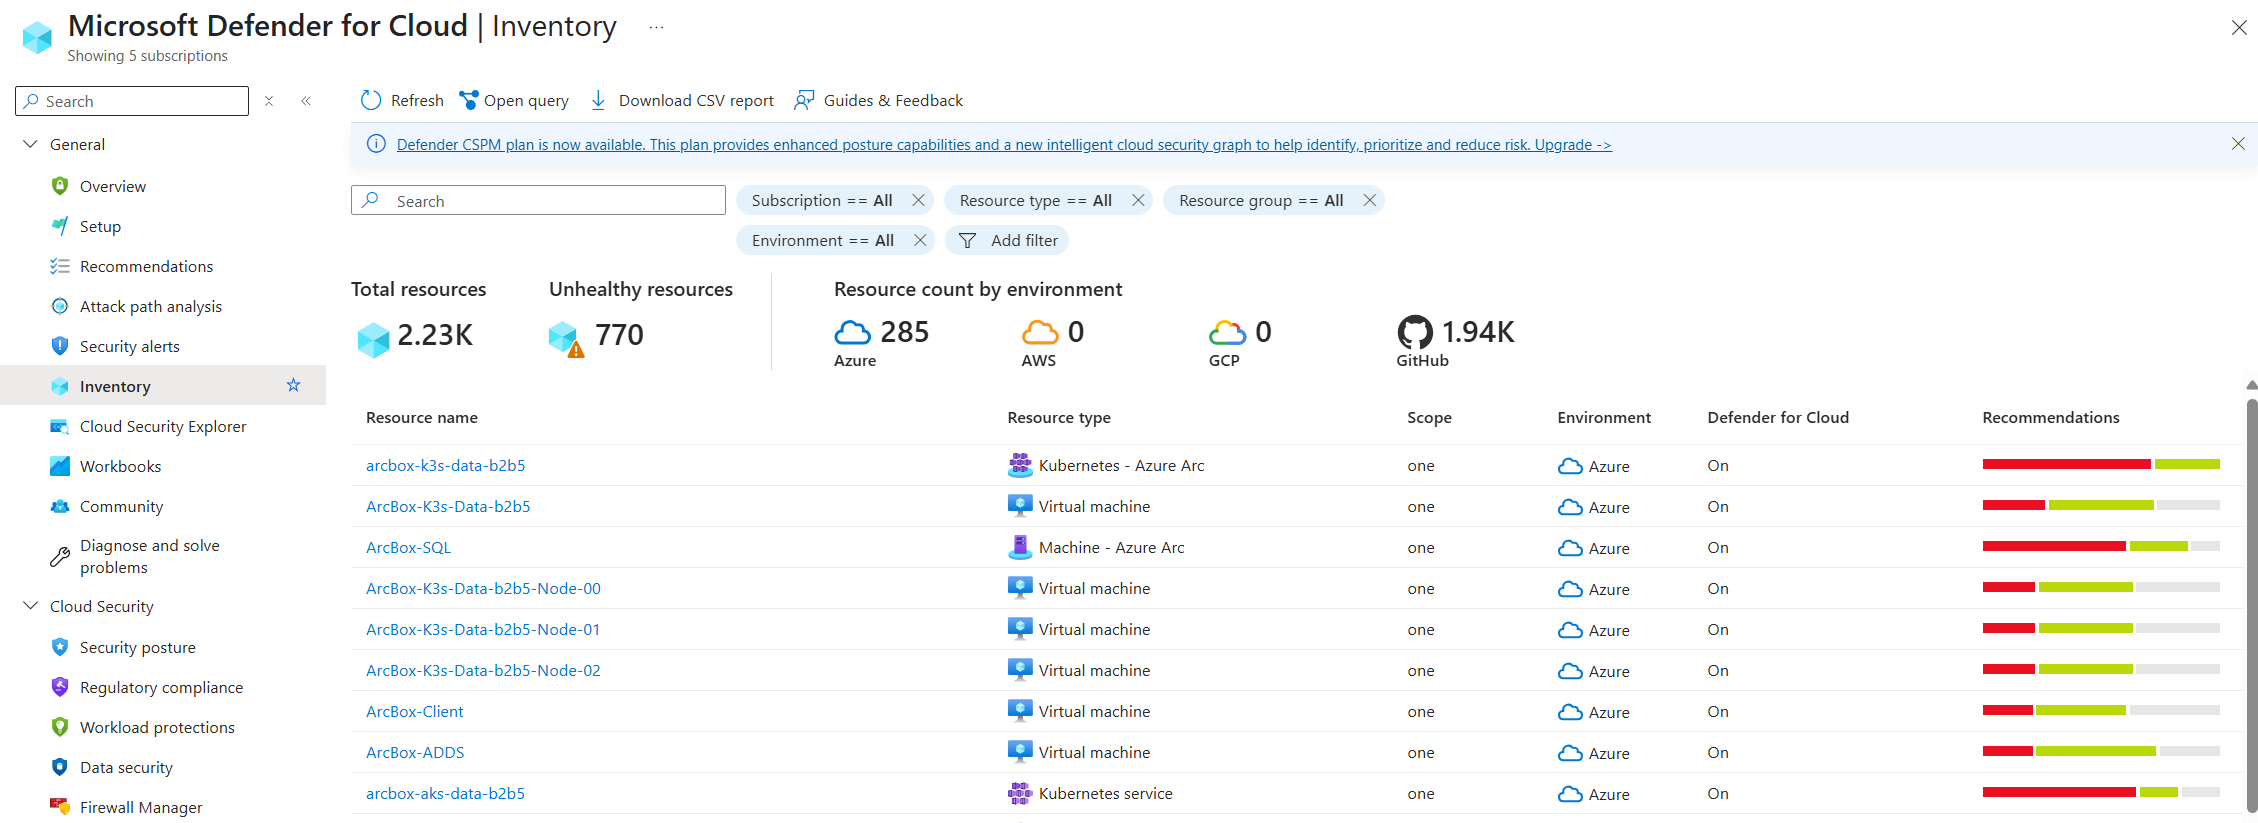 Microsoft Defender for Cloud | Inventory ...
Showing 5 subscriptions
Search
General
Overview
Setup
Recommendations
Attack path analysis
Security alerts
Inventory
Cloud Security Explorer
Workbooks
Community
Diagnose and solve
problems
Cloud Security
Security posture
Regulatory compliance
Workload protections
Data security
Firewall Manager
Refresh Open query Download CSV report Guides & Feedback
Defender CSPM plan is now available. This plan provides enhanced posture capabilities and a new intelligent cloud security graph to help identify, prioritize and reduce risk. Upgrade ->
Search Subscription == All Resource type == All Resource group == All
Environment == All Add filter
Total resources Unhealthy resources Resource count by environment
2.23K 770 285 0 0 1.94K
Azure AWS GCP GitHub
Resource name Resource type Scope Environment Defender for Cloud Recommendations
arcbox-k3s-data-b2b5 Kubernetes - Azure Arc one Azure On
ArcBox-K3s-Data-b2b5 Virtual machine one Azure On
ArcBox-SQL Machine - Azure Arc one Azure On
ArcBox-K3s-Data-b2b5-Node-00 Virtual machine one Azure On
ArcBox-K3s-Data-b2b5-Node-01 Virtual machine one Azure On
ArcBox-K3s-Data-b2b5-Node-02 Virtual machine one Azure On
ArcBox-Client Virtual machine one Azure On
ArcBox-ADDS Virtual machine one Azure On
arcbox-aks-data-b2b5 Kubernetes service one Azure On